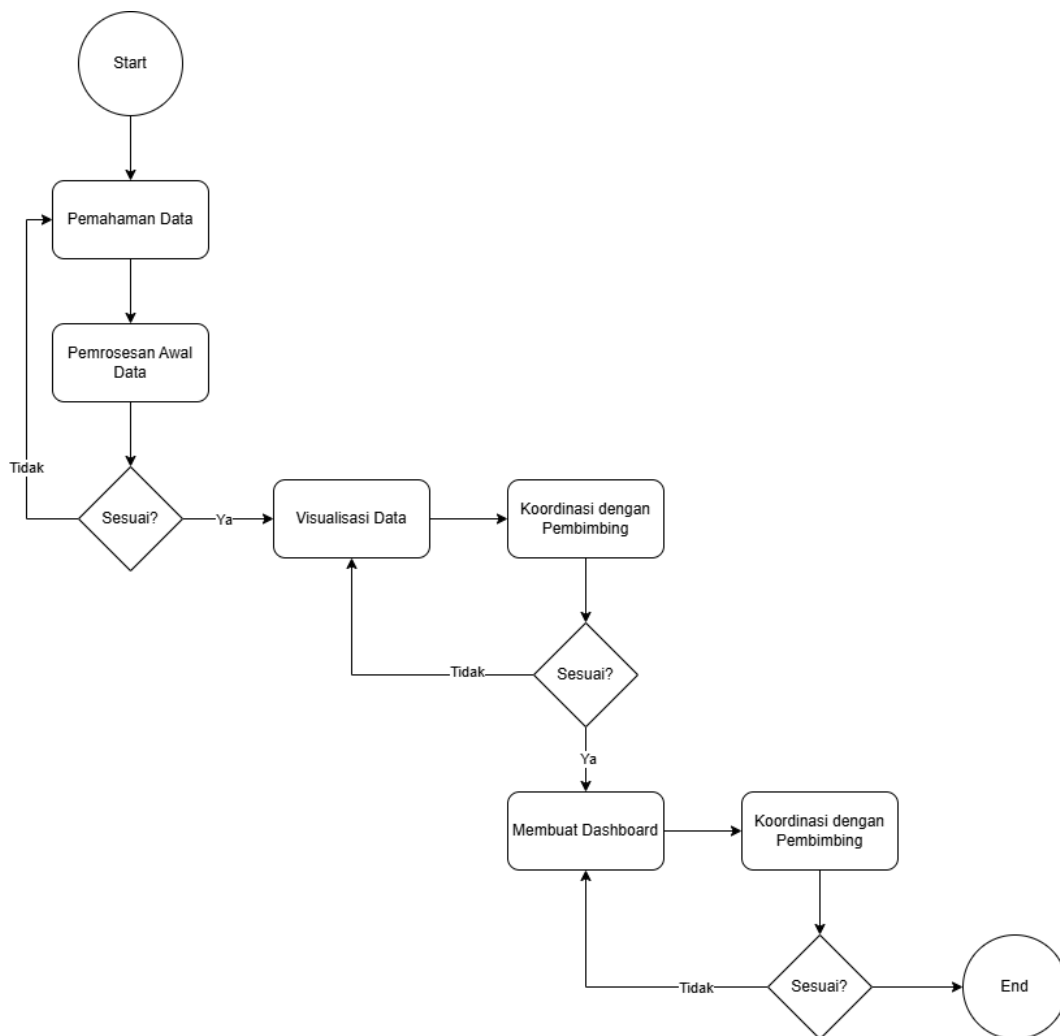 Start
Pemahaman Data
Pemrosesan Awal
Data
Tidak
Sesuai?
Ya
Visualisasi Data
Koordinasi dengan
Pembimbing
Tidak
Sesuai?
Ya
Membuat Dashboard
Koordinasi dengan
Pembimbing
Tidak
Sesuai?
End